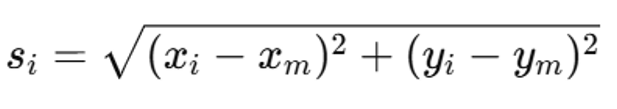 s_i = \sqrt{(x_i - x_m)^2 + (y_i - y_m)^2}